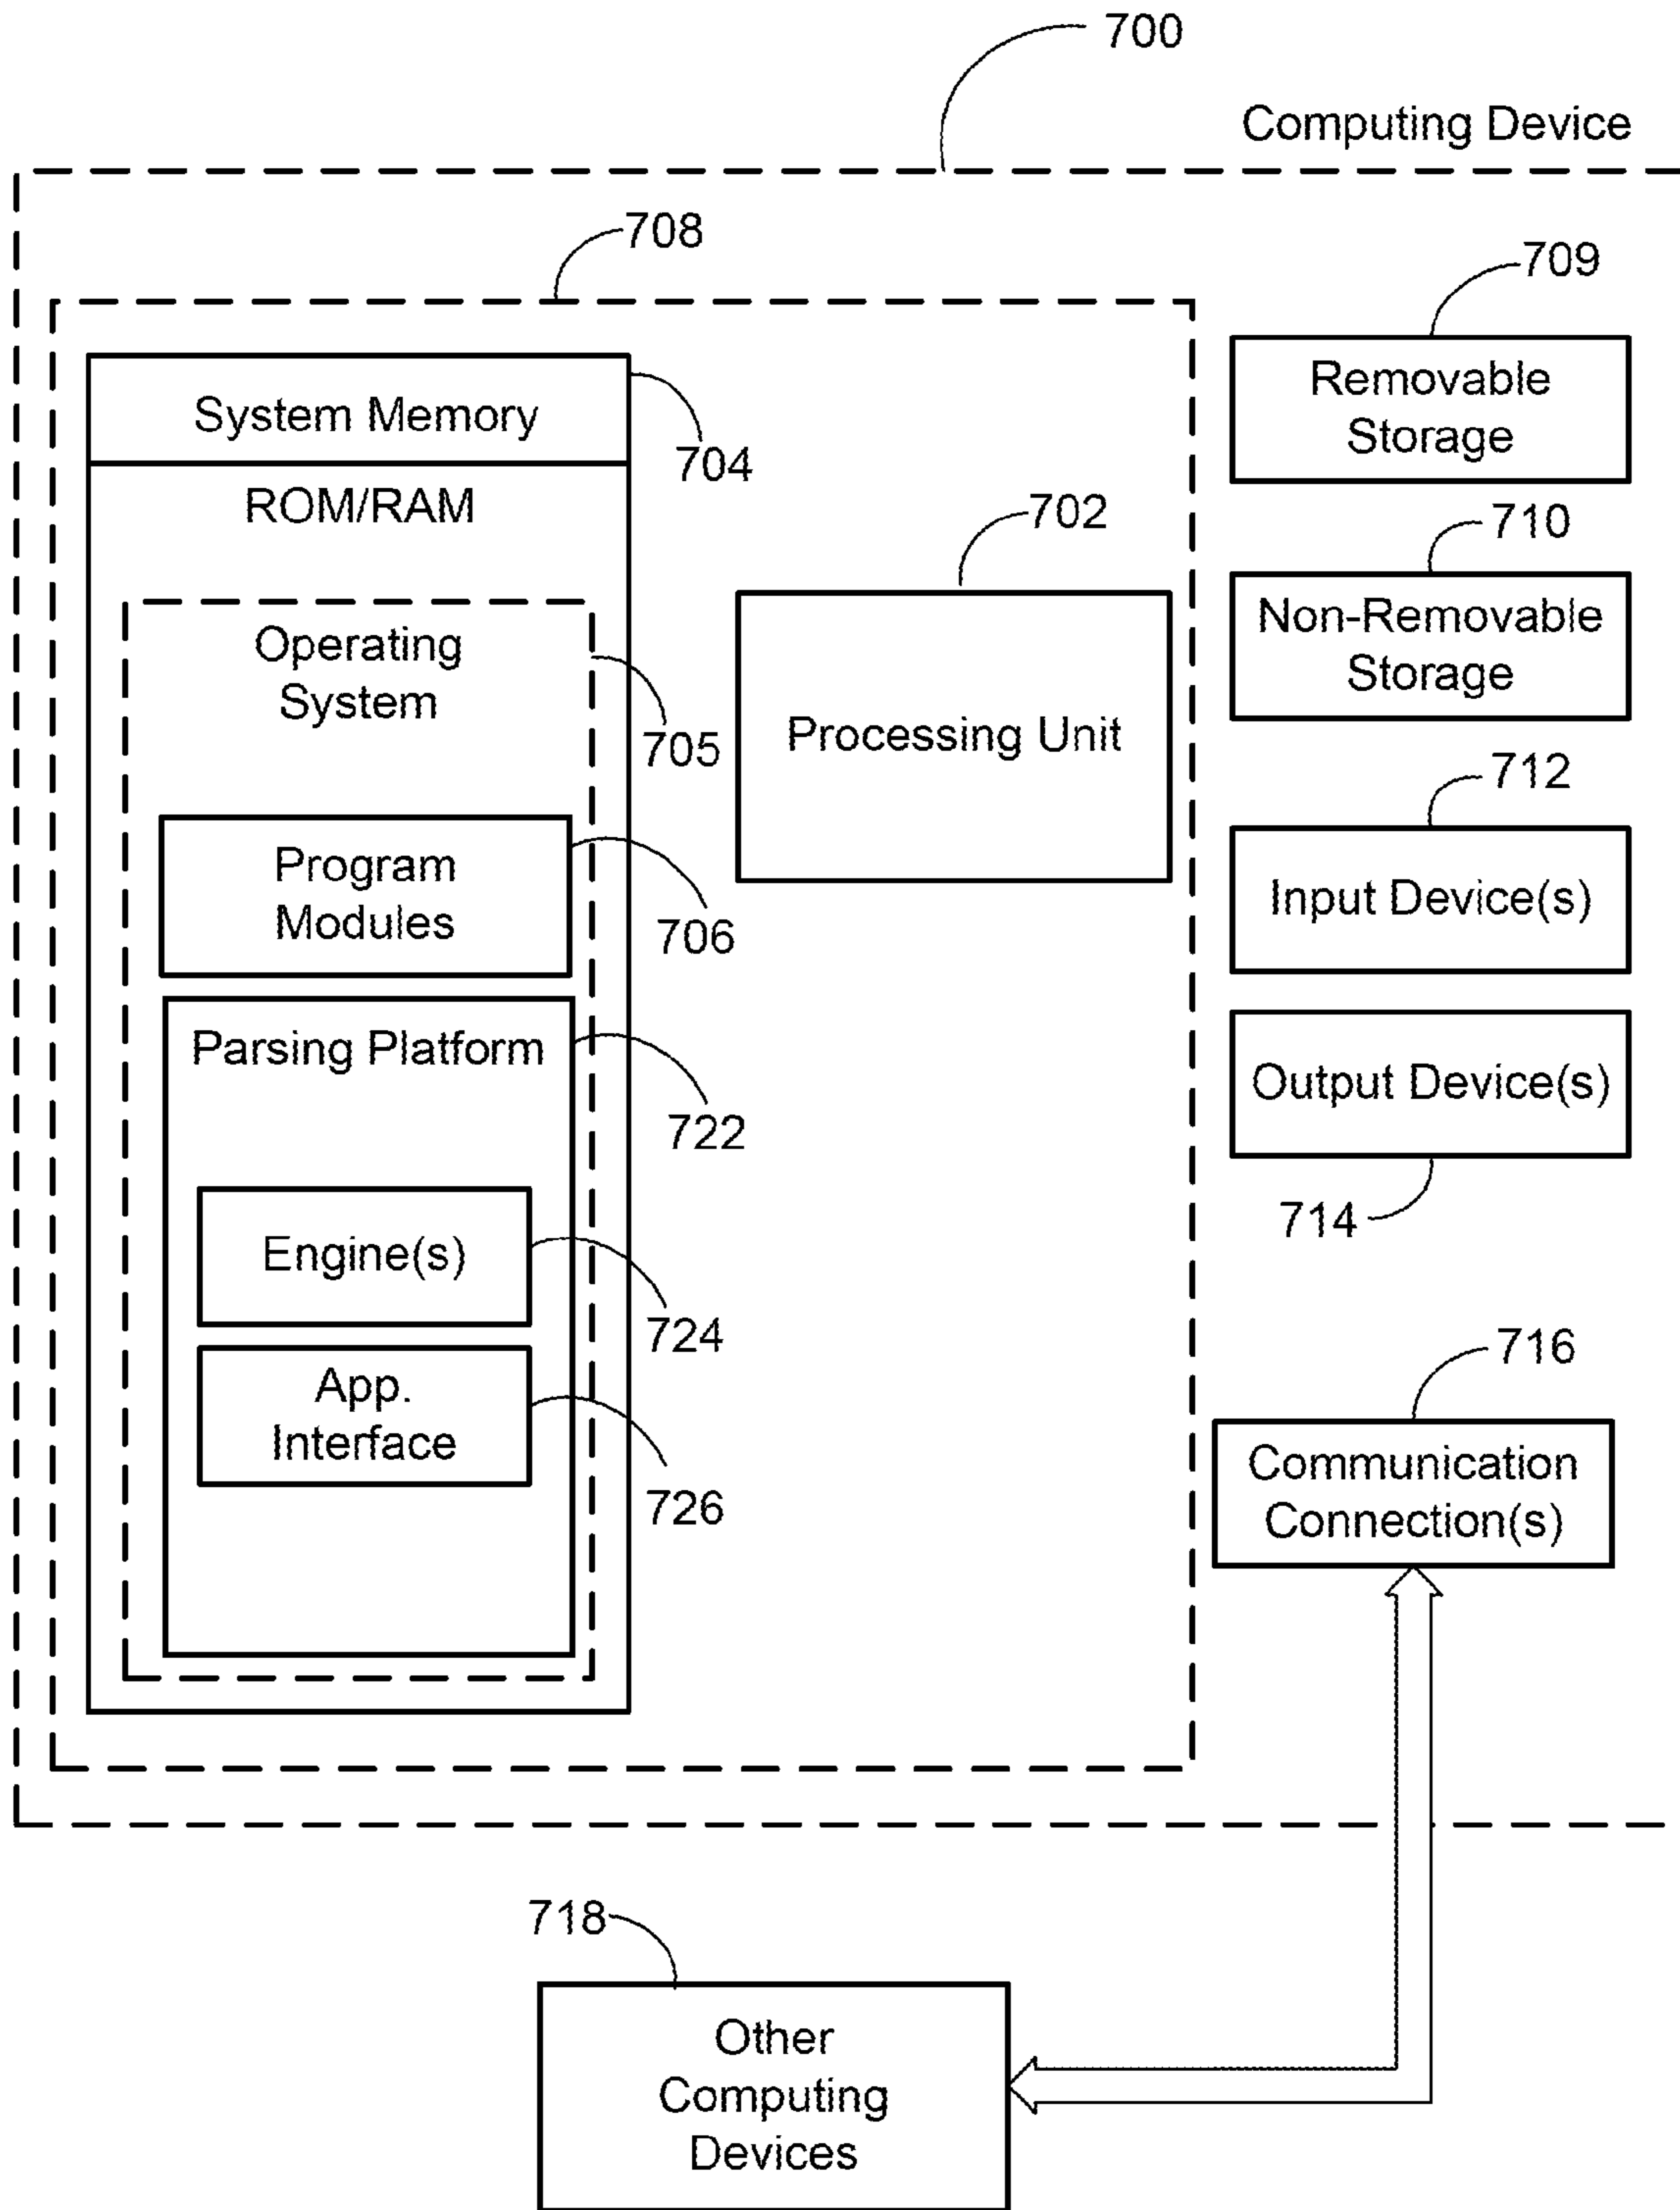 700
Computing Device
708
709
System Memory
704
ROM/RAM
Removable
Storage
702
710
Operating
System
705
Processing Unit
Non-Removable
Storage
712
Program
Modules
706
Input Device(s)
Parsing Platform
722
Output Device(s)
714
Engine(s)
724
App.
Interface
726
716
Communication
Connection(s)
718
Other
Computing
Devices